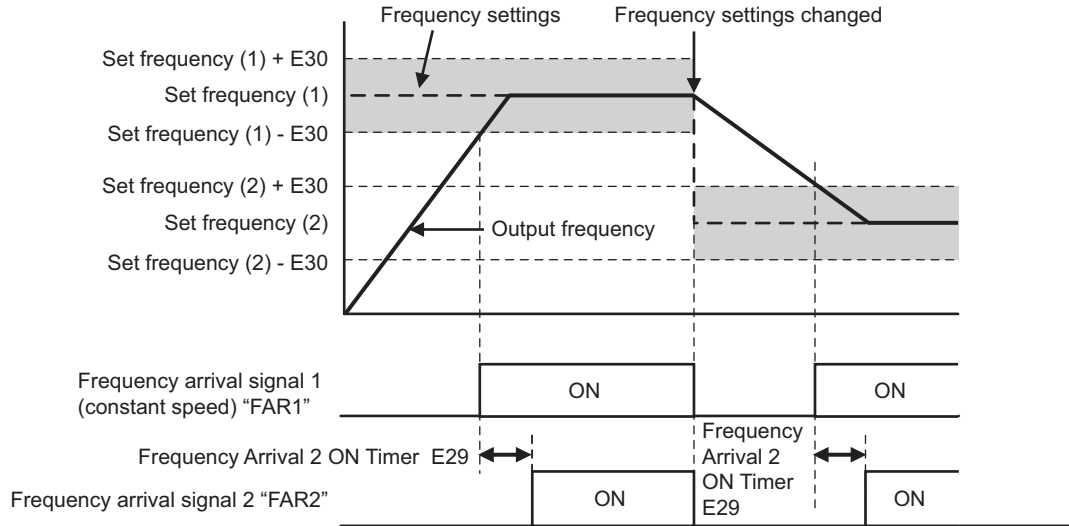 Frequency settings
Frequency settings changed
Set frequency (1) + E30
Set frequency (1)
Set frequency (1) - E30
Set frequency (2) + E30
Set frequency (2)
Output frequency
Set frequency (2) - E30
Frequency arrival signal 1
(constant speed) “FAR1”
ON
ON
Frequency Arrival 2 ON Timer E29
Frequency
Arrival 2
ON Timer
E29
Frequency arrival signal 2 “FAR2”
ON
ON